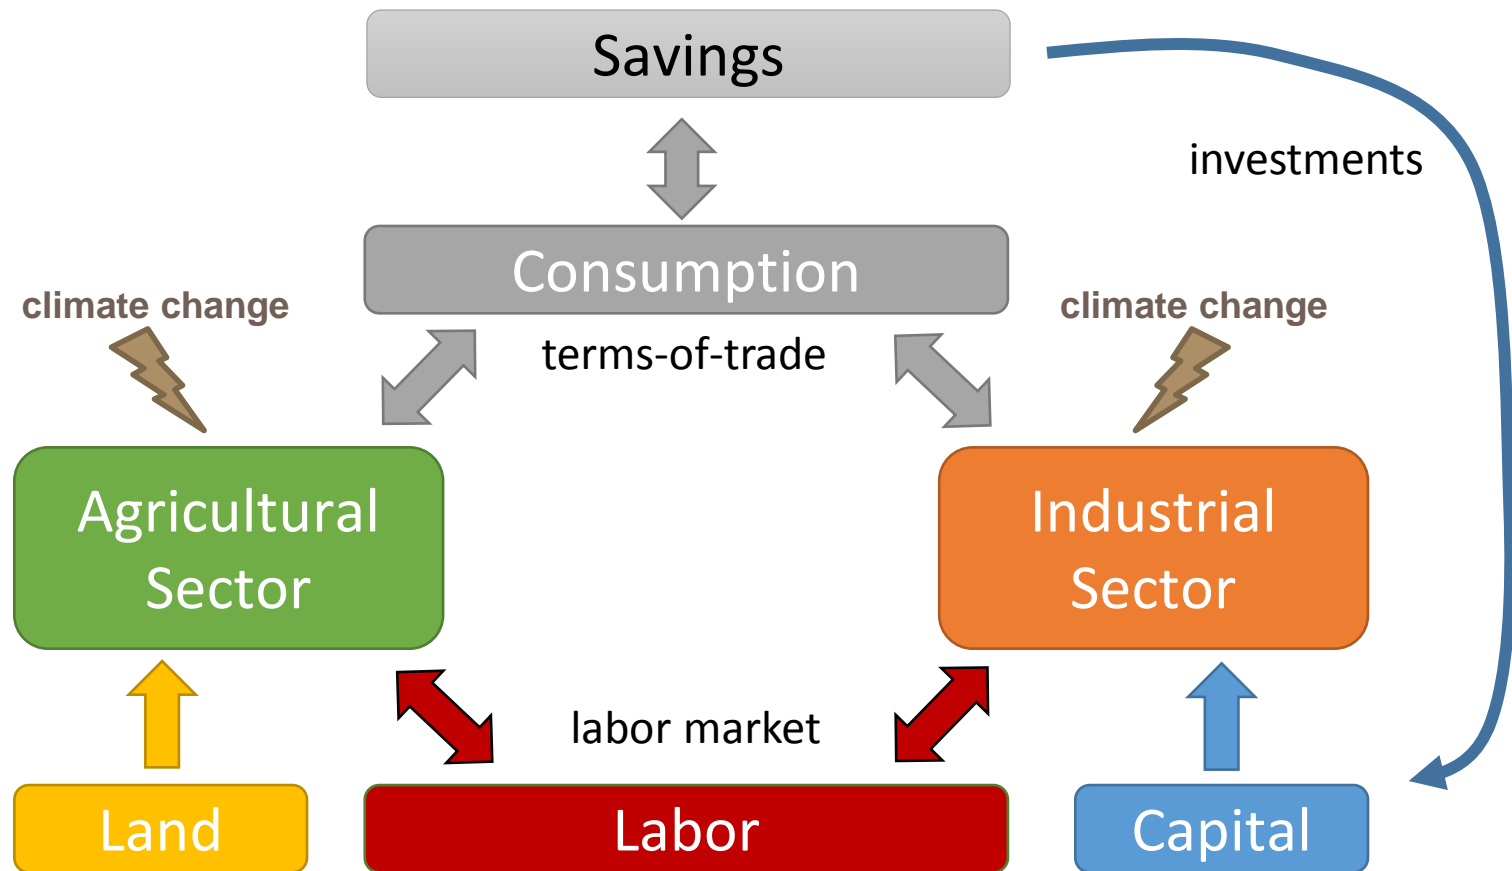 Savings
investments
Consumption
climate change
climate change
terms-of-trade
Agricultural
Sector
Industrial
Sector
labor market
Land
Labor
Capital